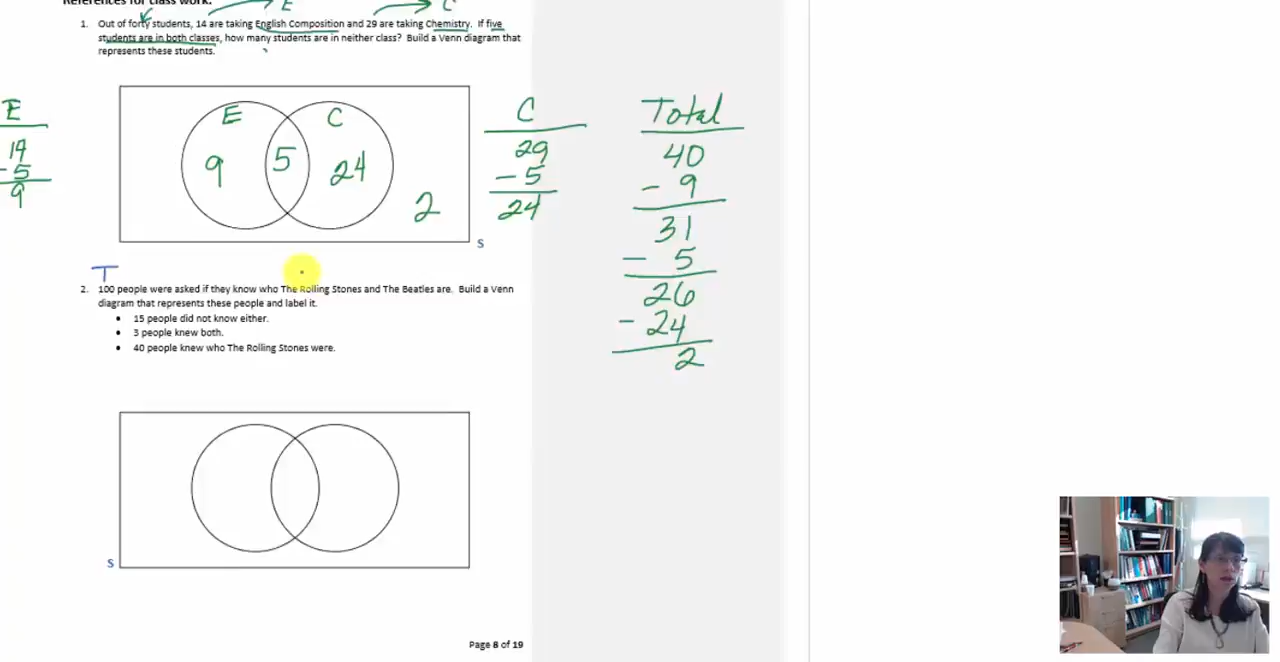 References for class work.
E
C
1. Out of forty students, 14 are taking English Composition and 29 are taking Chemistry. If five
students are in both classes, how many students are in neither class? Build a Venn diagram that
represents these students.
E
14
-5
9
E
C
9
5
24
2
S
C
29
- 5
24
Total
40
- 9
31
- 5
26
- 24
2
T
2. 100 people were asked if they know who The Rolling Stones and The Beatles are. Build a Venn
diagram that represents these people and label it.
• 15 people did not know either.
• 3 people knew both.
• 40 people knew who The Rolling Stones were.
S
Page 8 of 19